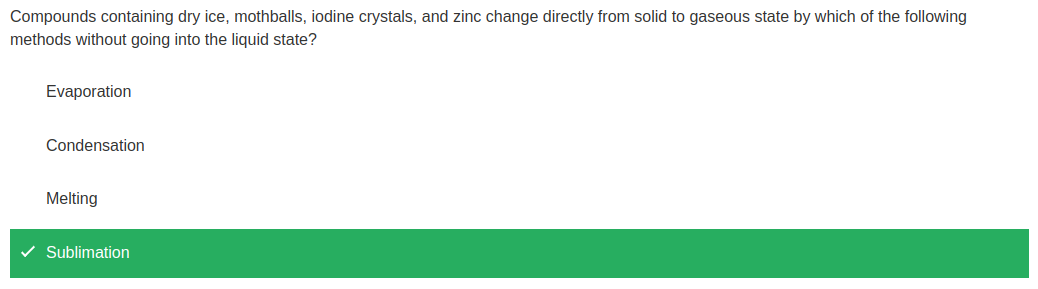 Compounds containing dry ice, mothballs, iodine crystals, and zinc change directly from solid to gaseous state by which of the following
methods without going into the liquid state?
Evaporation
Condensation
Melting
Sublimation